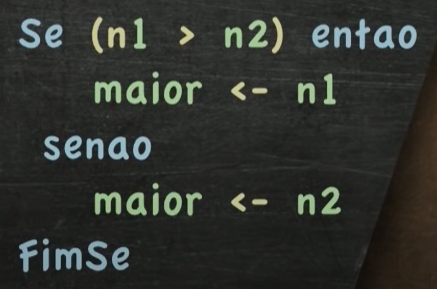 Se (n1 > n2) entao
maior <- n1
senao
maior <- n2
FimSe